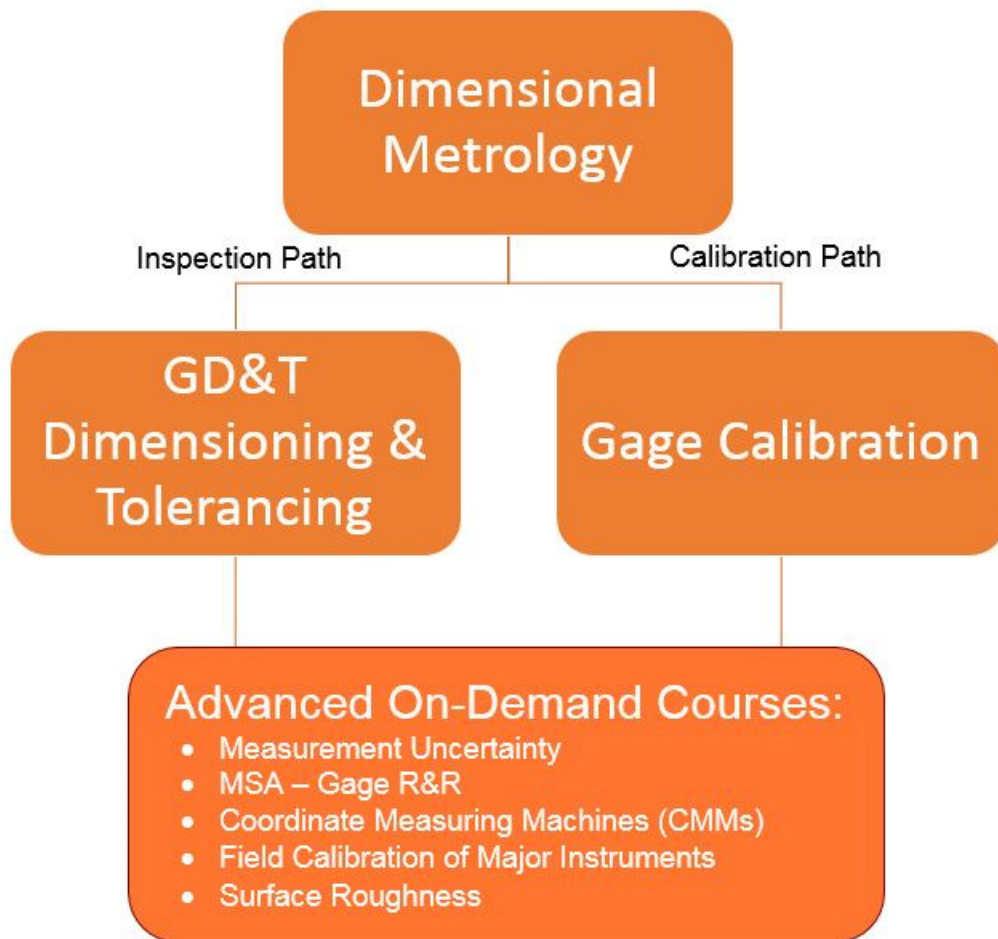 Dimensional
Metrology
Inspection Path
Calibration Path
GD&T
Dimensioning &
Tolerancing
Gage Calibration
Advanced On-Demand Courses:
• Measurement Uncertainty
• MSA – Gage R&R
• Coordinate Measuring Machines (CMMs)
• Field Calibration of Major Instruments
• Surface Roughness